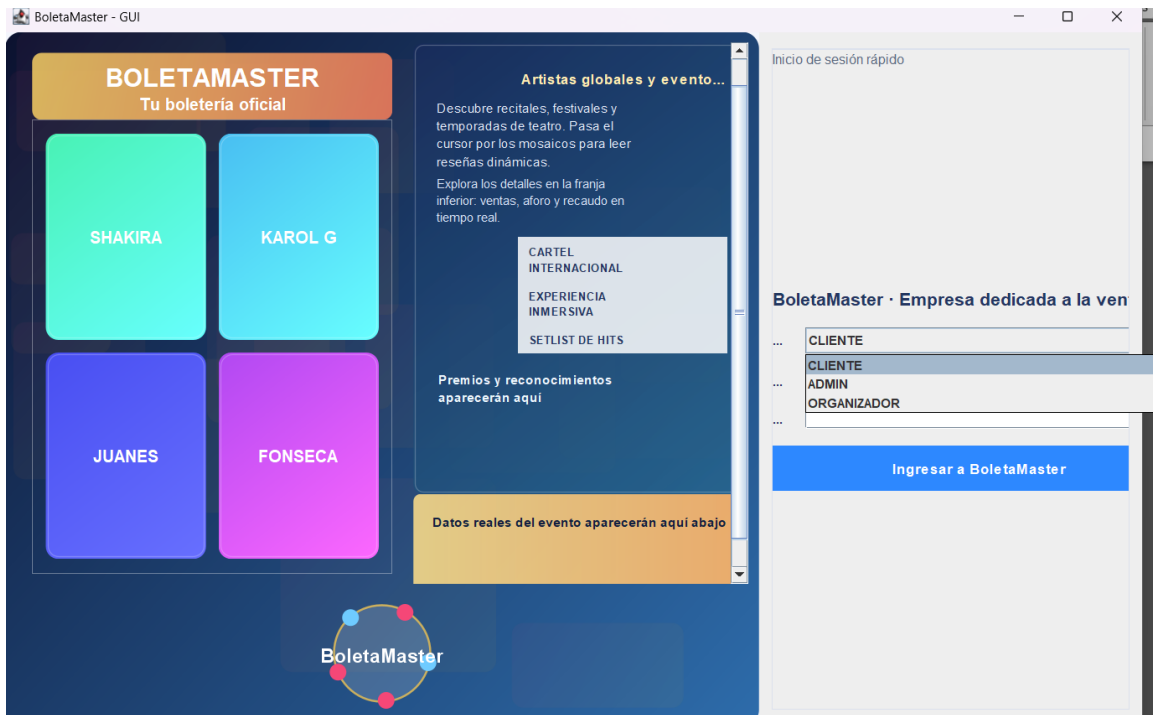 BoletaMaster - GUI
BOLETAMASTER
Tu boletería oficial
SHAKIRA
KAROL G
JUANES
FONSECA
Artistas globales y evento...
Descubre recitales, festivales y
temporadas de teatro. Pasa el
cursor por los mosaicos para leer
reseñas dinámicas.
Explora los detalles en la franja
inferior: ventas, aforo y recaudo en
tiempo real.
CARTEL
INTERNACIONAL
EXPERIENCIA
INMERSIVA
SETLIST DE HITS
Premios y reconocimientos
aparecerán aquí
Datos reales del evento aparecerán aquí abajo
BoletaMaster
Inicio de sesión rápido
BoletaMaster · Empresa dedicada a la ven
... CLIENTE
CLIENTE
... ADMIN
ORGANIZADOR
...
Ingresar a BoletaMaster